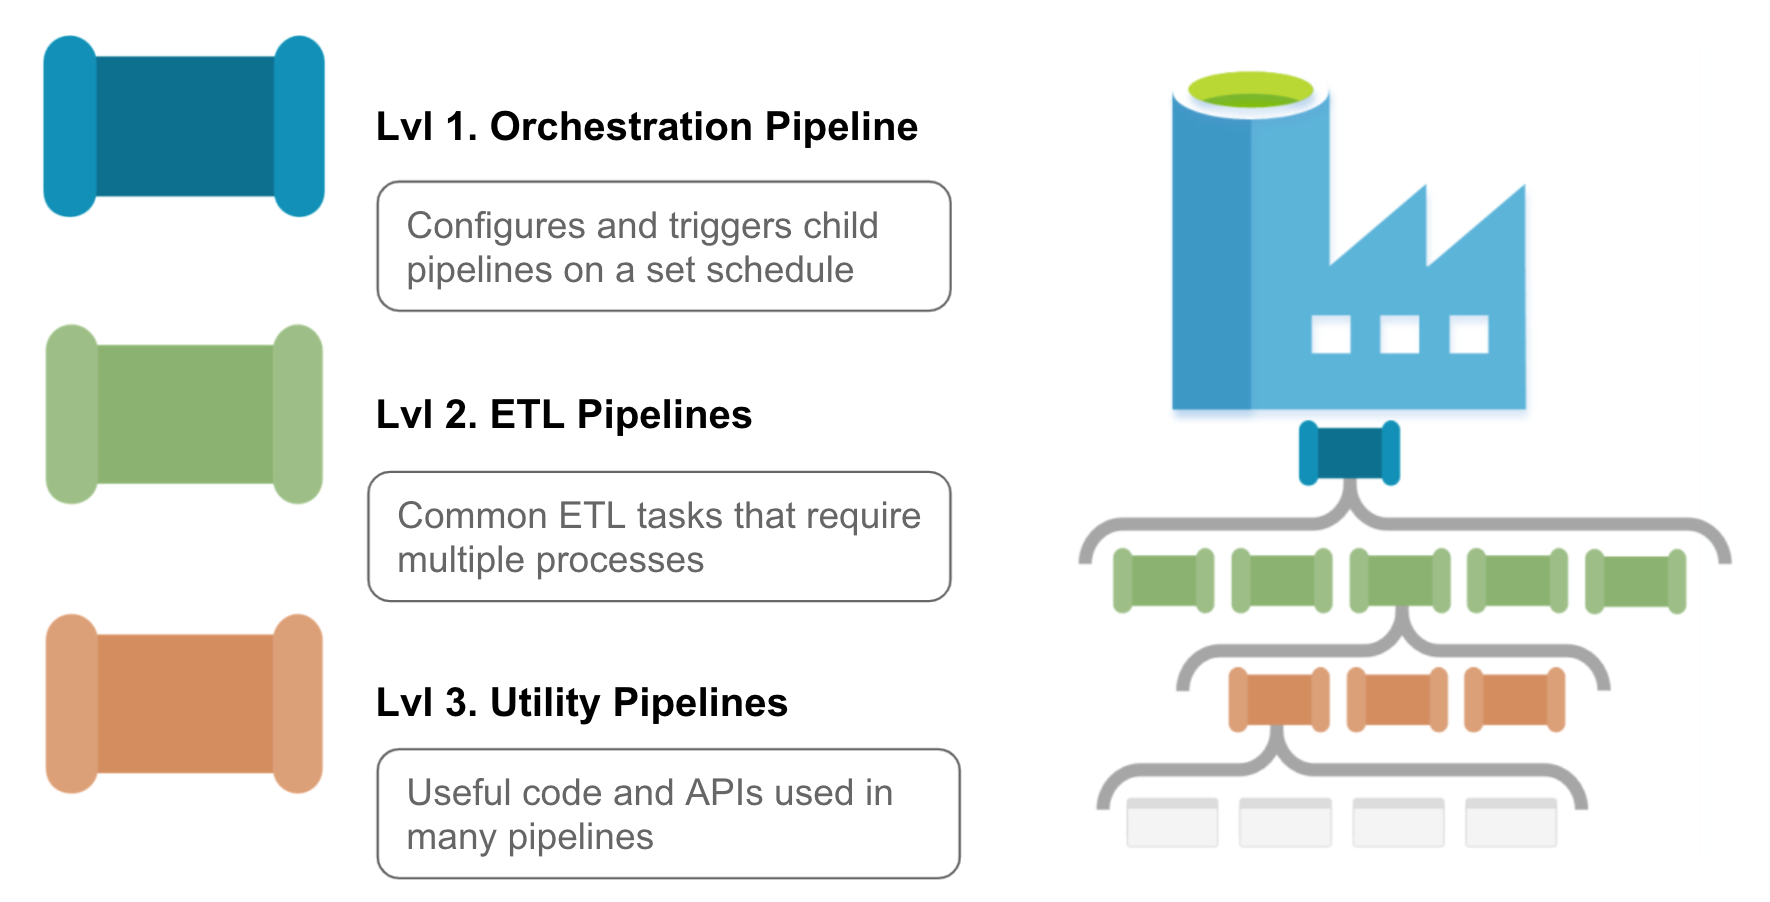 Lvl 1. Orchestration Pipeline
Configures and triggers child
pipelines on a set schedule
Lvl 2. ETL Pipelines
Common ETL tasks that require
multiple processes
Lvl 3. Utility Pipelines
Useful code and APIs used in
many pipelines